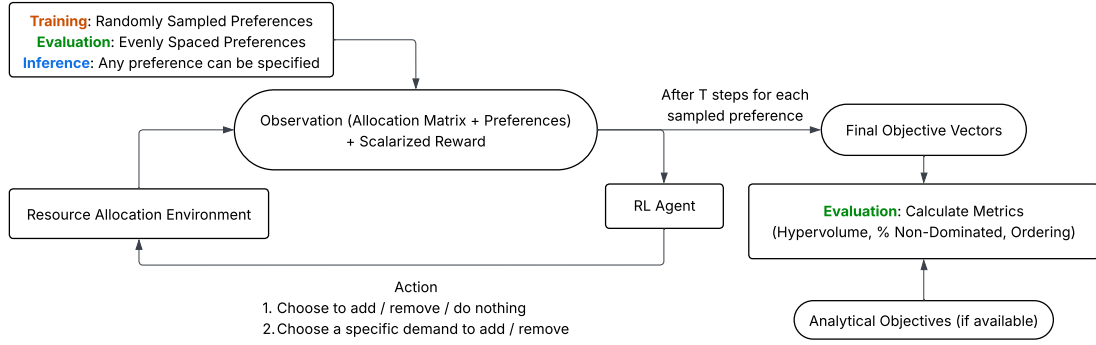 Training: Randomly Sampled Preferences
Evaluation: Evenly Spaced Preferences
Inference: Any preference can be specified
Observation (Allocation Matrix + Preferences)
+ Scalarized Reward
After T steps for each
sampled preference
Final Objective Vectors
Resource Allocation Environment
RL Agent
Evaluation: Calculate Metrics
(Hypervolume, % Non-Dominated, Ordering)
Action
1. Choose to add / remove / do nothing
2. Choose a specific demand to add / remove
Analytical Objectives (if available)